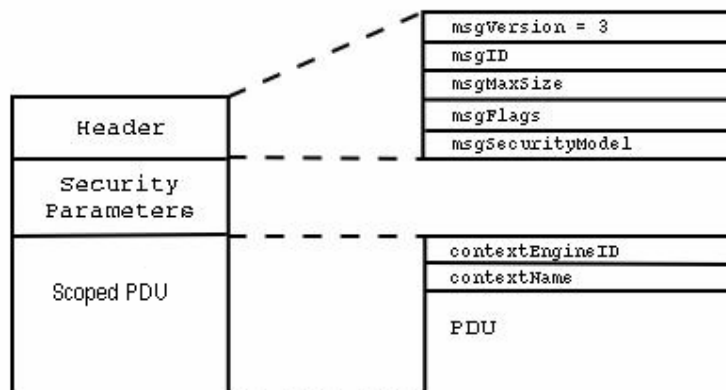 Header
Security
Parameters
Scoped PDU
msgVersion = 3
msgID
msgMaxSize
msgFlags
msgSecurityModel
contextEngineID
contextName
PDU